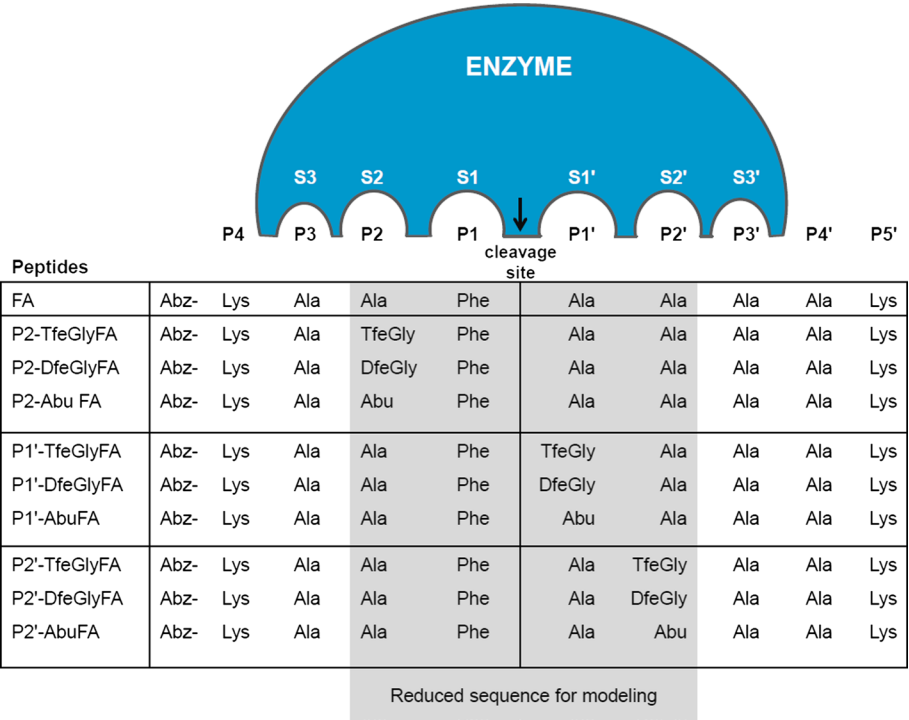 ENZYME
S3 S2 S1 S1' S2' S3'
P4 P3 P2 P1 P1' P2' P3' P4' P5'
cleavage
site
Peptides
FA Abz- Lys Ala Ala Phe Ala Ala Ala Ala Lys
P2-TfeGlyFA Abz- Lys Ala TfeGly Phe Ala Ala Ala Ala Lys
P2-DfeGlyFA Abz- Lys Ala DfeGly Phe Ala Ala Ala Ala Lys
P2-Abu FA Abz- Lys Ala Abu Phe Ala Ala Ala Ala Lys
P1'-TfeGlyFA Abz- Lys Ala Ala Phe TfeGly Ala Ala Ala Lys
P1'-DfeGlyFA Abz- Lys Ala Ala Phe DfeGly Ala Ala Ala Lys
P1'-AbuFA Abz- Lys Ala Ala Phe Abu Ala Ala Ala Lys
P2'-TfeGlyFA Abz- Lys Ala Ala Phe Ala TfeGly Ala Ala Lys
P2'-DfeGlyFA Abz- Lys Ala Ala Phe Ala DfeGly Ala Ala Lys
P2'-AbuFA Abz- Lys Ala Ala Phe Ala Abu Ala Ala Lys
Reduced sequence for modeling